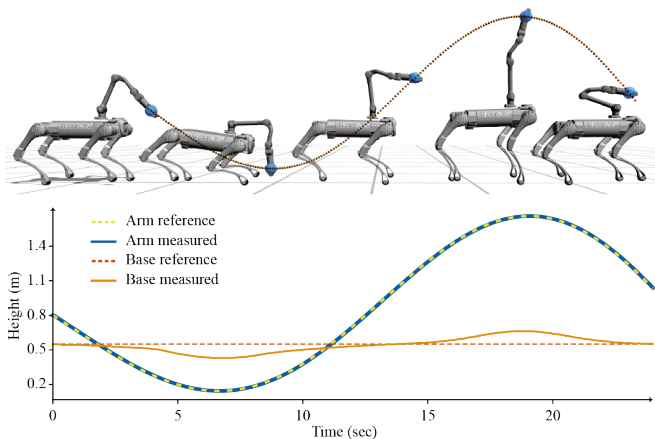 Arm reference
Arm measured
Base reference
Base measured
Height (m)
1.4
1.1
0.8
0.5
0.2
0 5 10 15 20
Time (sec)